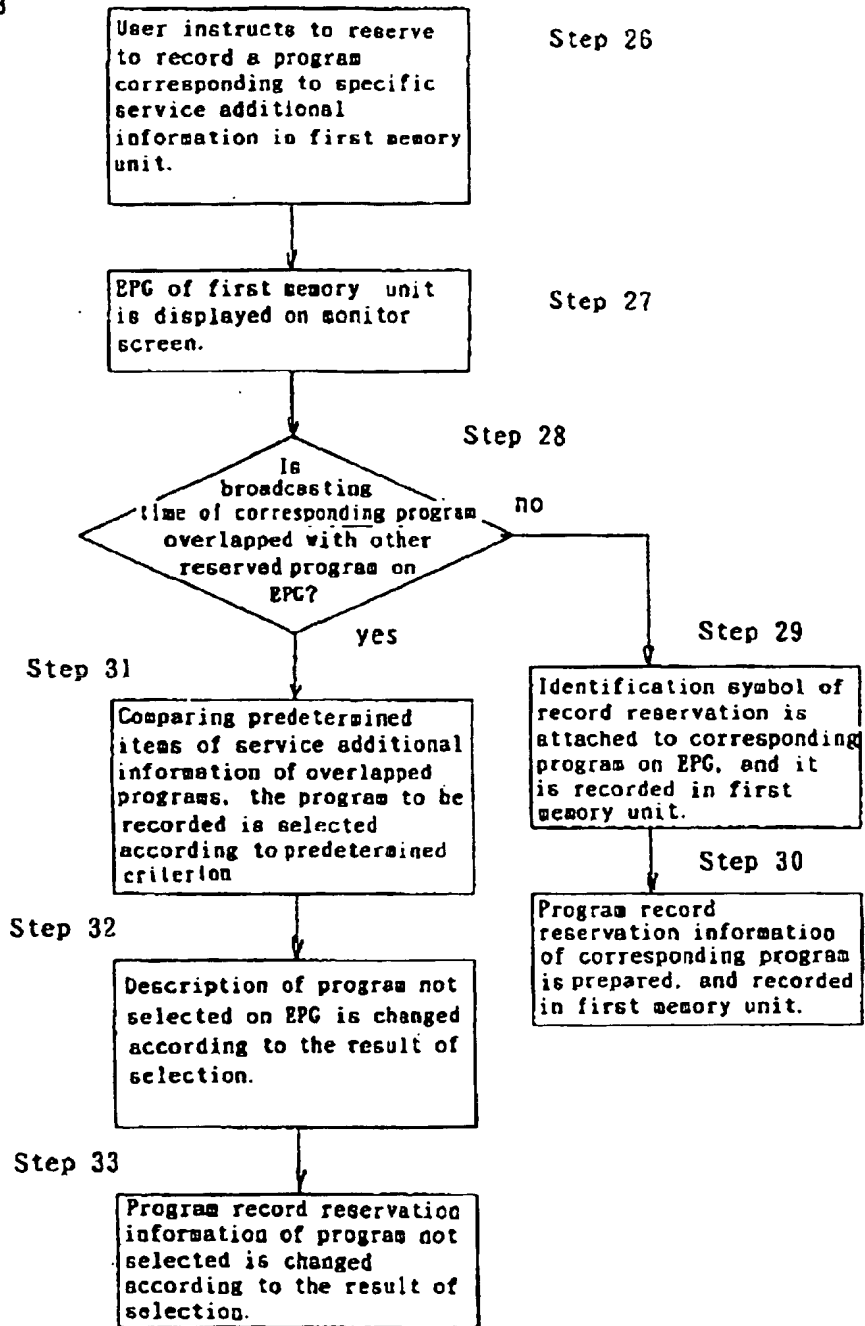 User instructs to reserve
to record a program
corresponding to specific
service additional
information in first memory
unit.
Step 26
EPG of first memory unit
is displayed on monitor
screen.
Step 27
Step 28
Is
broadcasting
time of corresponding program
overlapped with other
reserved program on
EPG?
no
yes
Step 29
Identification symbol of
record reservation is
attached to corresponding
program on EPG, and it
is recorded in first
memory unit.
Step 30
Program record
reservation information
of corresponding program
is prepared, and recorded
in first memory unit.
Step 31
Comparing predetermined
items of service additional
information of overlapped
programs, the program to be
recorded is selected
according to predetermined
criterion
Step 32
Description of program not
selected on EPG is changed
according to the result of
selection.
Step 33
Program record reservation
information of program not
selected is changed
according to the result of
selection.